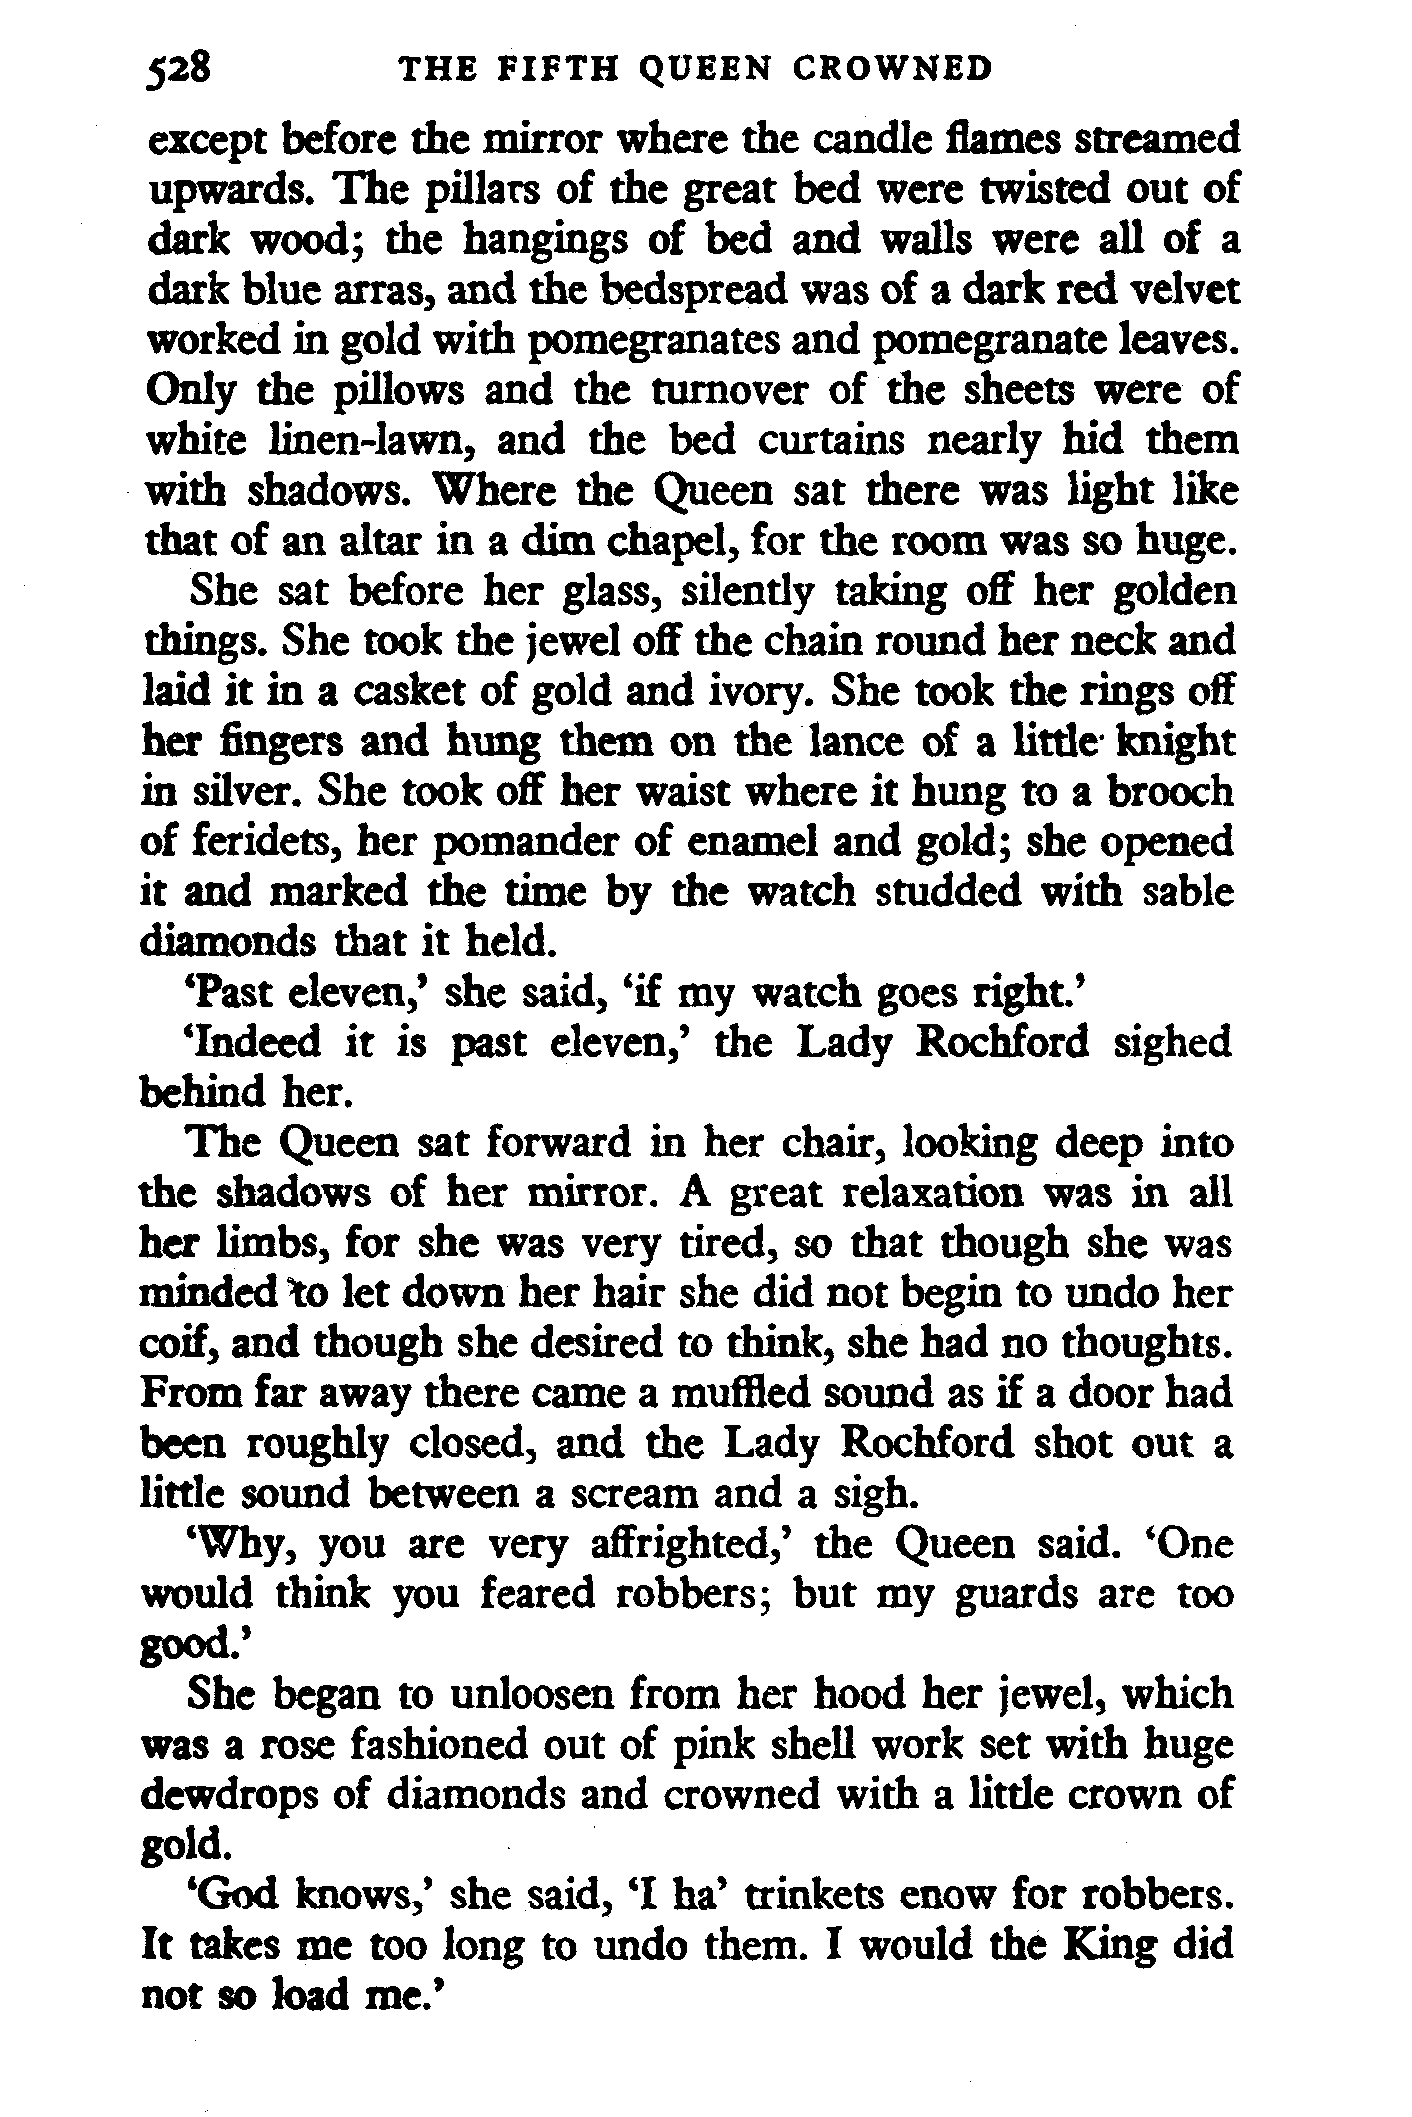 528 THE FIFTH QUEEN CROWNED
except before the mirror where the candle flames streamed
upwards. The pillars of the great bed were twisted out of
dark wood; the hangings of bed and walls were all of a
dark blue arras, and the bedspread was of a dark red velvet
worked in gold with pomegranates and pomegranate leaves.
Only the pillows and the turnover of the sheets were of
white linen-lawn, and the bed curtains nearly hid them
with shadows. Where the Queen sat there was light like
that of an altar in a dim chapel, for the room was so huge.
She sat before her glass, silently taking off her golden
things. She took the jewel off the chain round her neck and
laid it in a casket of gold and ivory. She took the rings off
her fingers and hung them on the lance of a little knight
in silver. She took off her waist where it hung to a brooch
of feridets, her pomander of enamel and gold; she opened
it and marked the time by the watch studded with sable
diamonds that it held.
‘Past eleven,’ she said, ‘if my watch goes right.’
‘Indeed it is past eleven,’ the Lady Rochford sighed
behind her.
The Queen sat forward in her chair, looking deep into
the shadows of her mirror. A great relaxation was in all
her limbs, for she was very tired, so that though she was
minded to let down her hair she did not begin to undo her
coif, and though she desired to think, she had no thoughts.
From far away there came a muffled sound as if a door had
been roughly closed, and the Lady Rochford shot out a
little sound between a scream and a sigh.
‘Why, you are very affrighted,’ the Queen said. ‘One
would think you feared robbers; but my guards are too
good.’
She began to unloosen from her hood her jewel, which
was a rose fashioned out of pink shell work set with huge
dewdrops of diamonds and crowned with a little crown of
gold.
‘God knows,’ she said, ‘I ha’ trinkets enow for robbers.
It takes me too long to undo them. I would the King did
not so load me.’